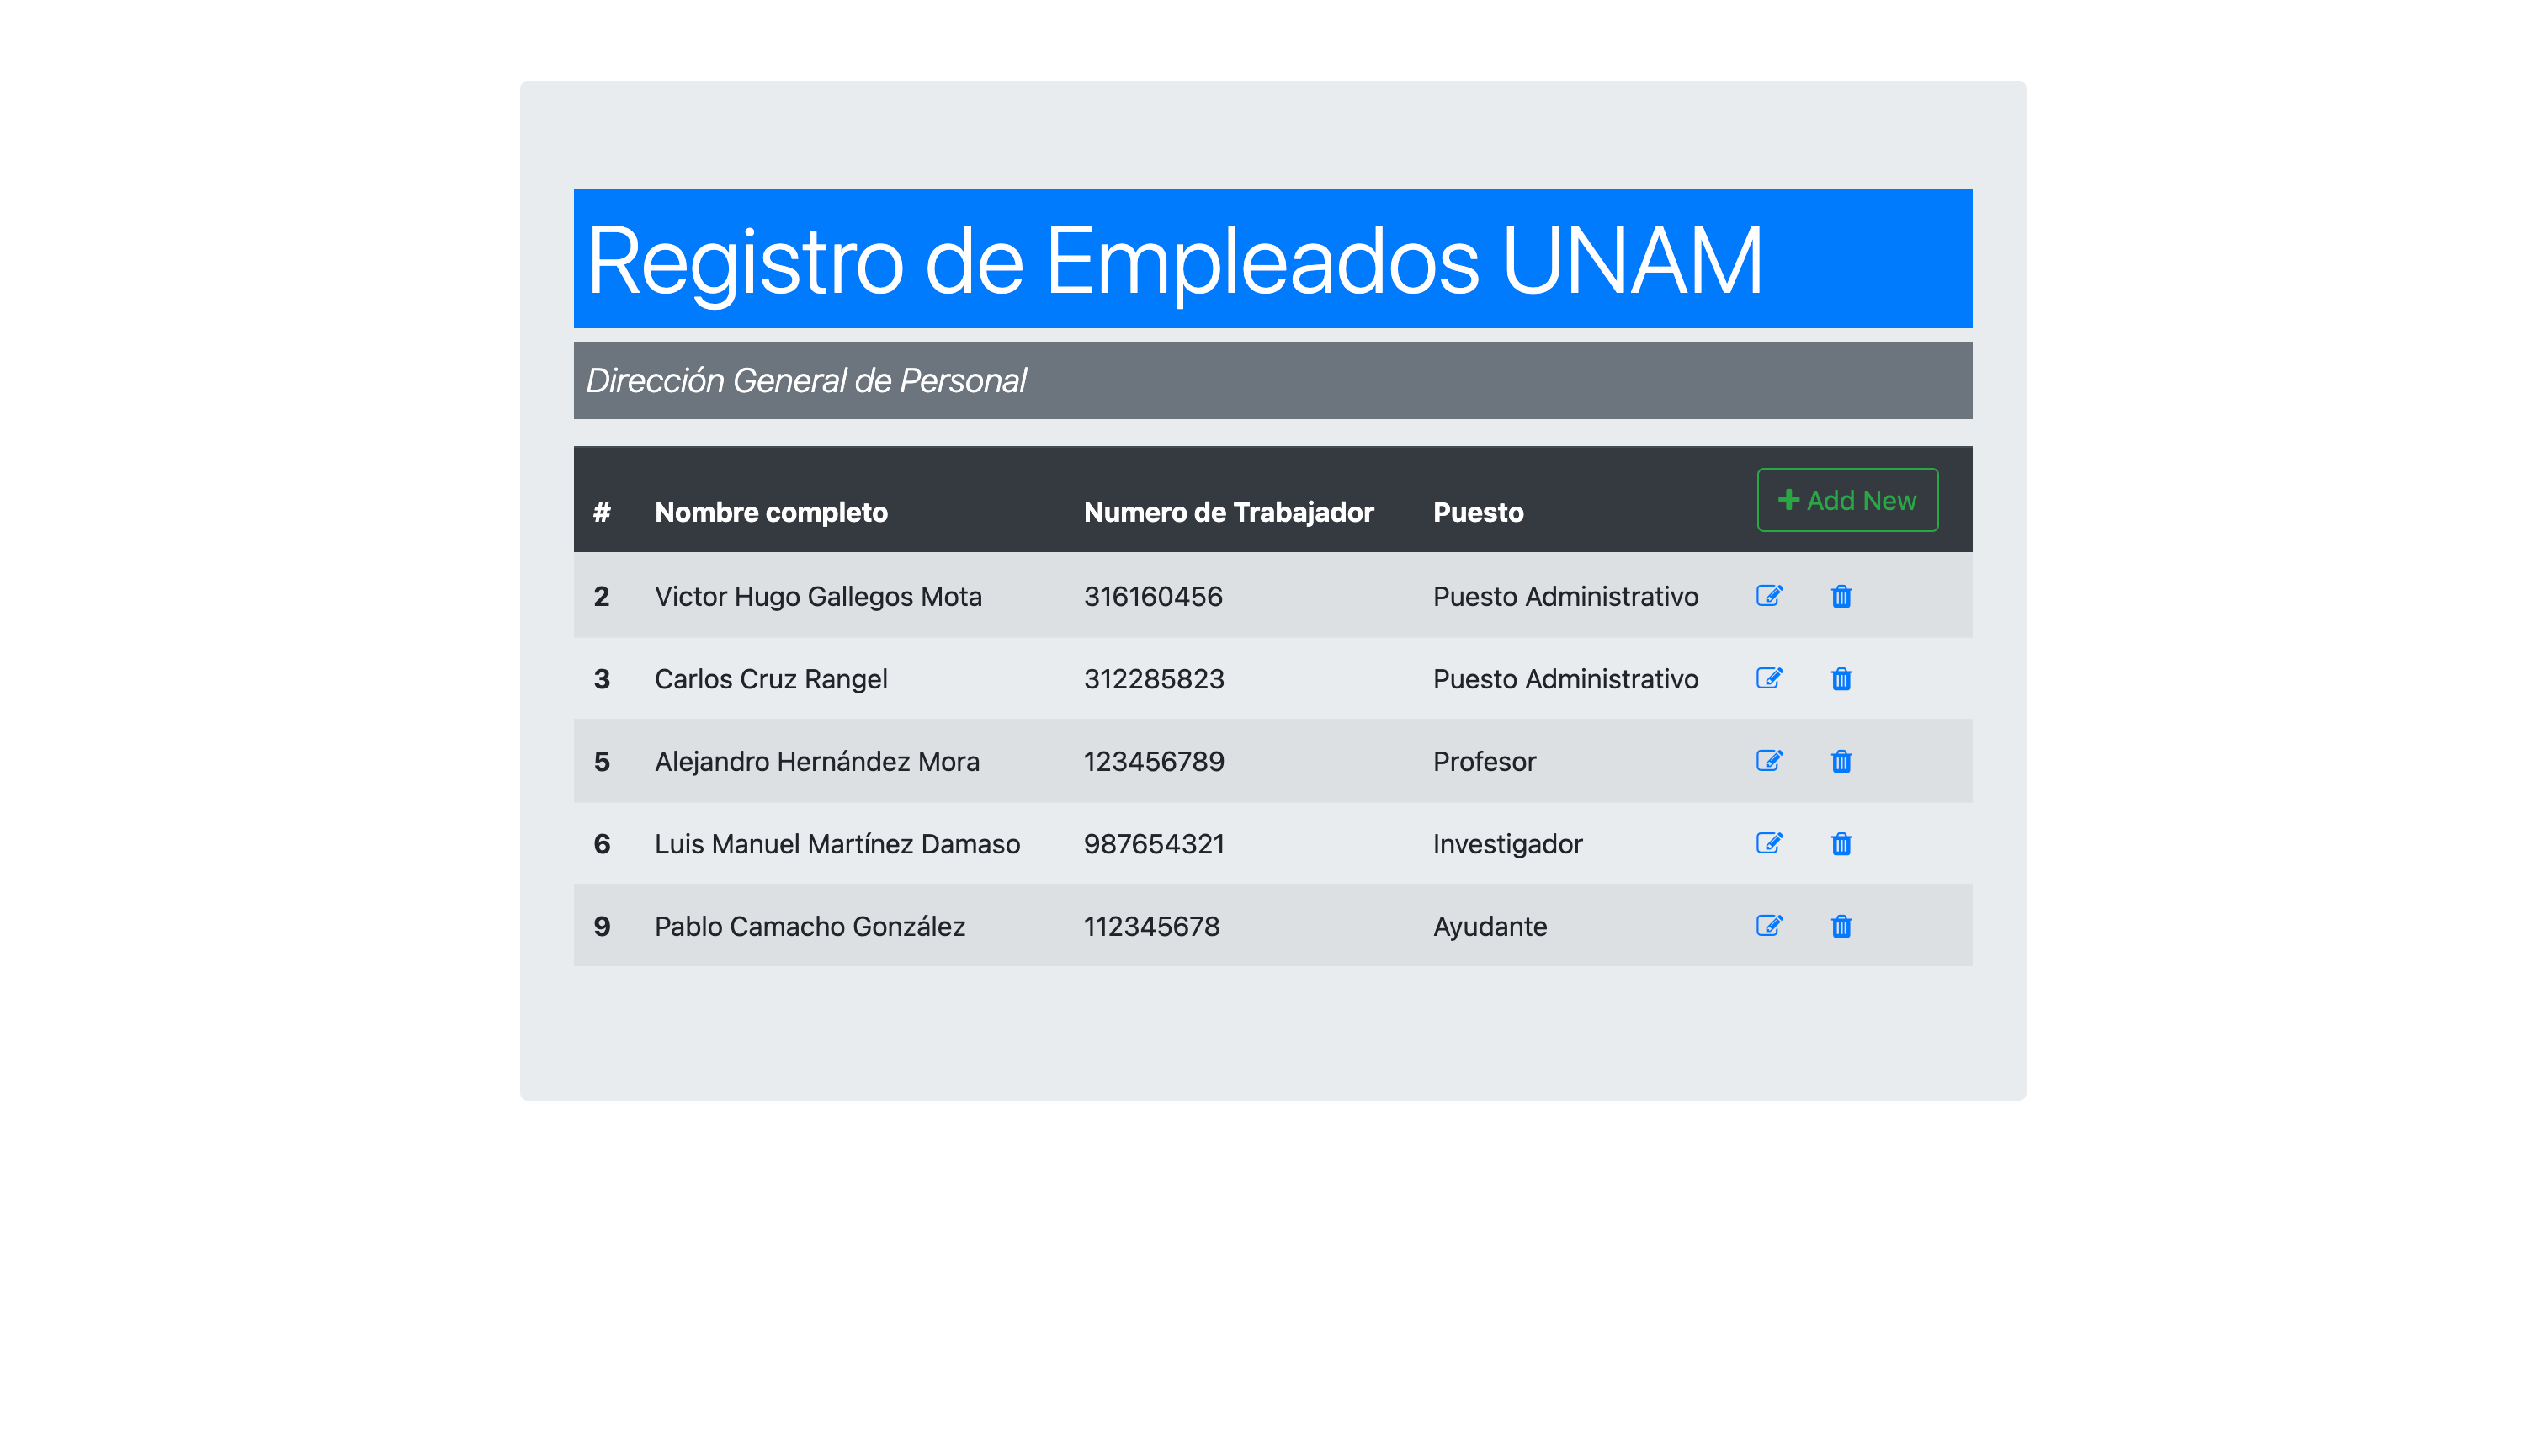 Registro de Empleados UNAM
Dirección General de Personal
# Nombre completo Numero de Trabajador Puesto Add New
2 Victor Hugo Gallegos Mota 316160456 Puesto Administrativo
3 Carlos Cruz Rangel 312285823 Puesto Administrativo
5 Alejandro Hernández Mora 123456789 Profesor
6 Luis Manuel Martínez Damaso 987654321 Investigador
9 Pablo Camacho González 112345678 Ayudante